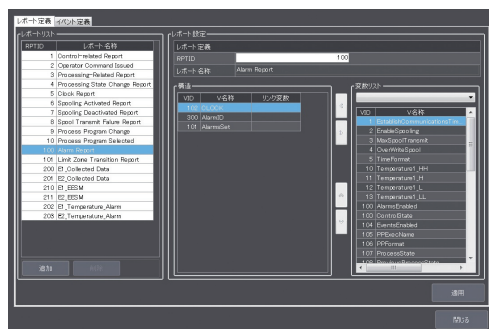 レポート定義 イベント定義
レポートリスト
RPTID レポート名称
1 Control-related Report
2 Operator Command Issued
3 Processing-Related Report
4 Processing State Change Report
5 Clock Report
6 Spooling Activated Report
7 Spooling Deactivated Report
8 Spool Transmit Failure Report
9 Process Program Change
10 Process Program Selected
100 Alarm Report
101 Limit Zone Transition Report
200 E1_Collected Data
201 E2_Collected Data
210 E1_EESM
211 E2_EESM
202 E1_Temperature_Alarm
203 E2_Temperature_Alarm
追加 削除
レポート設定
レポート定義
RPTID 100
レポート名称 Alarm Report
構造
VID V名称 リンク変数
102 CLOCK
300 AlarmID
101 AlarmsSet
変数リスト
VID V名称
1 EstablishCommunicationsTim...
2 EnableSpooling
3 MaxSpoolTransmit
4 OverWriteSpool
5 TimeFormat
10 Temperature1_HH
11 Temperature1_H
12 Temperature1_L
13 Temperature1_LL
100 AlarmsEnabled
103 ControlState
104 EventsEnabled
105 PPExecName
106 PPFormat
107 ProcessState
108 PreviousProcessState
適用
閉じる